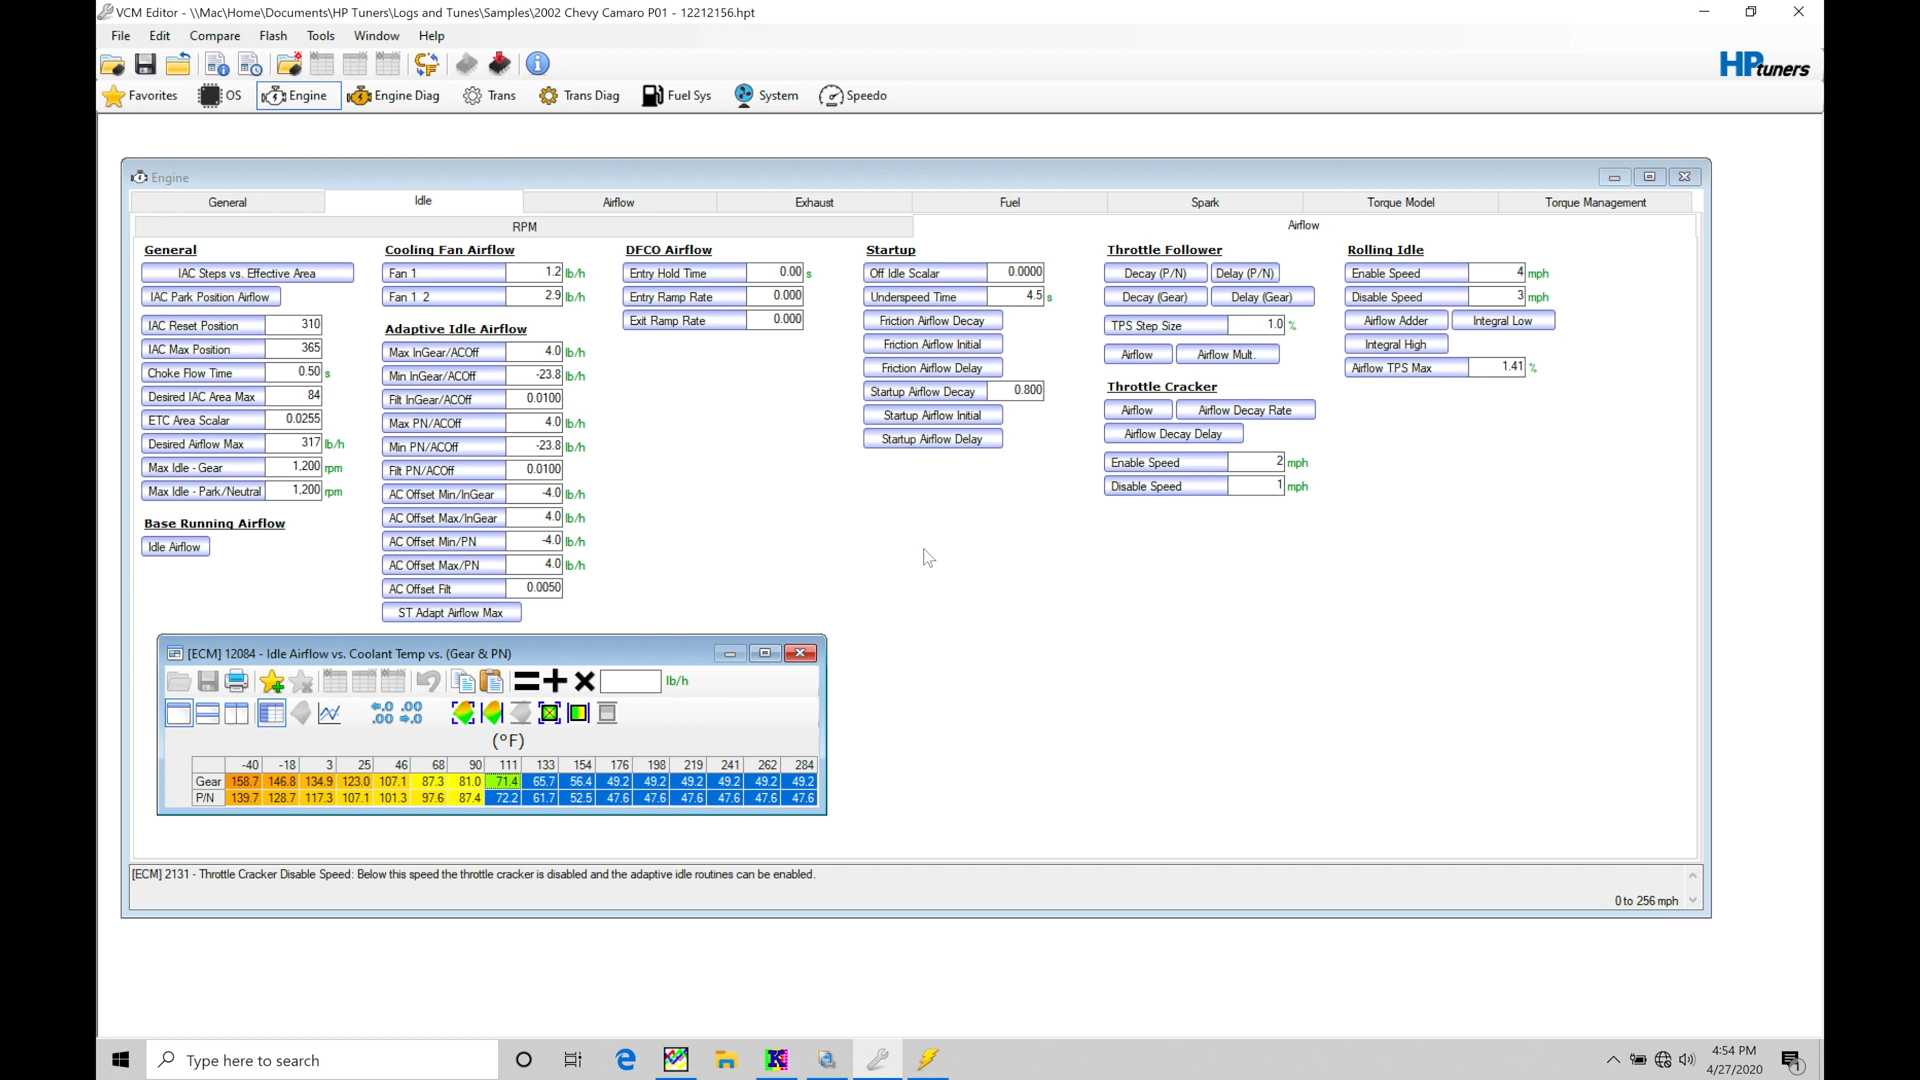 VCM Editor - \\Mac\Home\Documents\HP Tuners\Logs and Tunes\Samples\2002 Chevy Camaro P01 - 12212156.hpt
File Edit Compare Flash Tools Window Help
HPtuners
Favorites OS Engine Engine Diag Trans Trans Diag Fuel Sys System Speedo
Engine
General Idle Airflow Exhaust Fuel Spark Torque Model Torque Management
RPM Airflow
General
IAC Steps vs. Effective Area
IAC Park Position Airflow
IAC Reset Position 310
IAC Max Position 365
Choke Flow Time 0.50 s
Desired IAC Area Max 84
ETC Area Scalar 0.0255
Desired Airflow Max 317 lb/h
Max Idle - Gear 1,200 rpm
Max Idle - Park/Neutral 1,200 rpm
Base Running Airflow
Idle Airflow
Cooling Fan Airflow
Fan 1 1.2 lb/h
Fan 1 2 2.9 lb/h
Adaptive Idle Airflow
Max InGear/ACOff 4.0 lb/h
Min InGear/ACOff -23.8 lb/h
Filt InGear/ACOff 0.0100
Max PN/ACOff 4.0 lb/h
Min PN/ACOff -23.8 lb/h
Filt PN/ACOff 0.0100
AC Offset Min/InGear -4.0 lb/h
AC Offset Max/InGear 4.0 lb/h
AC Offset Min/PN -4.0 lb/h
AC Offset Max/PN 4.0 lb/h
AC Offset Filt 0.0050
ST Adapt Airflow Max
DFCO Airflow
Entry Hold Time 0.00 s
Entry Ramp Rate 0.000
Exit Ramp Rate 0.000
Startup
Off Idle Scalar 0.0000
Underspeed Time 4.5 s
Friction Airflow Decay
Friction Airflow Initial
Friction Airflow Delay
Startup Airflow Decay 0.800
Startup Airflow Initial
Startup Airflow Delay
Throttle Follower
Decay (P/N) Delay (P/N)
Decay (Gear) Delay (Gear)
TPS Step Size 1.0 %
Airflow Airflow Mult.
Throttle Cracker
Airflow Airflow Decay Rate
Airflow Decay Delay
Enable Speed 2 mph
Disable Speed 1 mph
Rolling Idle
Enable Speed 4 mph
Disable Speed 3 mph
Airflow Adder Integral Low
Integral High
Airflow TPS Max 1.41 %
[ECM] 12084 - Idle Airflow vs. Coolant Temp vs. (Gear & PN)
lb/h
(°F)
-40 -18 3 25 46 68 90 111 133 154 176 198 219 241 262 284
Gear 158.7 146.8 134.9 123.0 107.1 87.3 81.0 71.4 65.7 56.4 49.2 49.2 49.2 49.2 49.2 49.2
P/N 139.7 128.7 117.3 107.1 101.3 97.6 87.4 72.2 61.7 52.5 47.6 47.6 47.6 47.6 47.6 47.6
[ECM] 2131 - Throttle Cracker Disable Speed: Below this speed the throttle cracker is disabled and the adaptive idle routines can be enabled.
0 to 256 mph
Type here to search
4:54 PM
4/27/2020
1